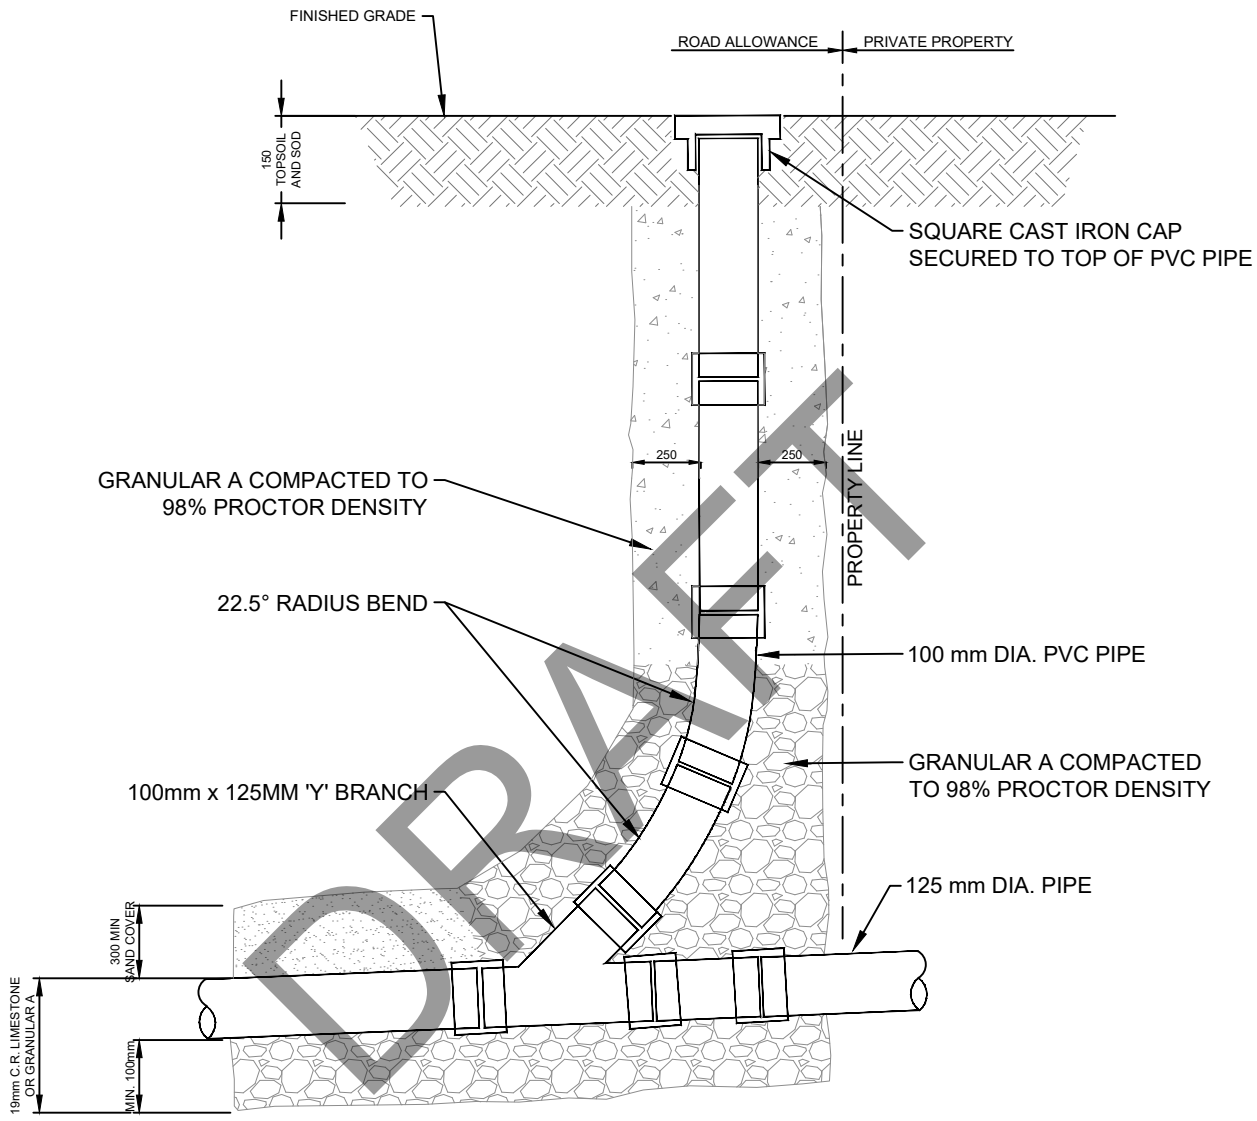 FINISHED GRADE
ROAD ALLOWANCE
PRIVATE PROPERTY
150
TOPSOIL
AND SOD
SQUARE CAST IRON CAP
SECURED TO TOP OF PVC PIPE
250
250
GRANULAR A COMPACTED TO
98% PROCTOR DENSITY
PROPERTY LINE
22.5° RADIUS BEND
100 mm DIA. PVC PIPE
GRANULAR A COMPACTED
TO 98% PROCTOR DENSITY
100mm x 125MM 'Y' BRANCH
125 mm DIA. PIPE
300 MIN
SAND COVER
19mm C.R. LIMESTONE
OR GRANULAR A
MIN. 100mm
DRAFT